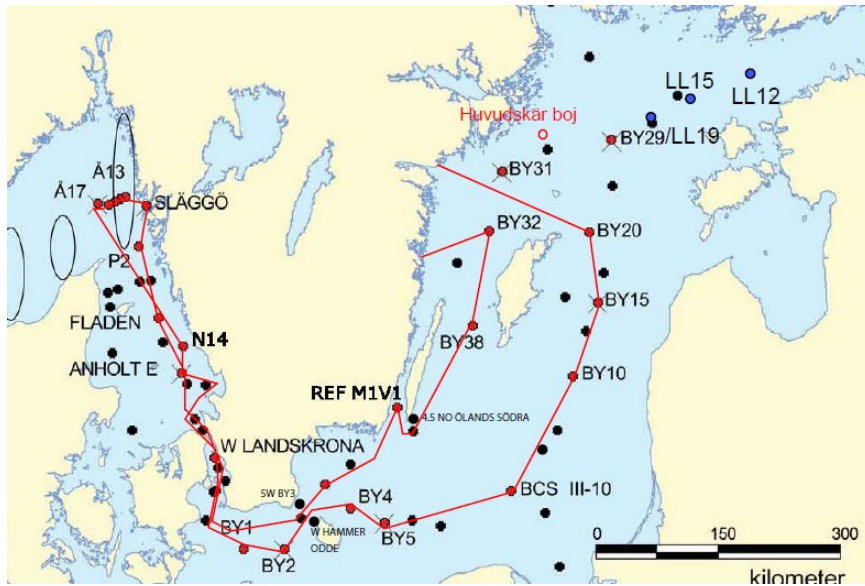 LL15
LL12
Huvudskär boj
BY29/LL19
BY31
Å13
Å17
SLÄGGÖ
BY32
BY20
P2
BY15
FLADEN
N14
BY38
ANHOLT E
BY10
REF M1V1
4.5 NO ÖLANDS SÖDRA
W LANDSKRONA
BCS III-10
SW BY3
BY4
BY1
W HAMMER
ODDE
BY5
BY2
0 150 300
kilometer